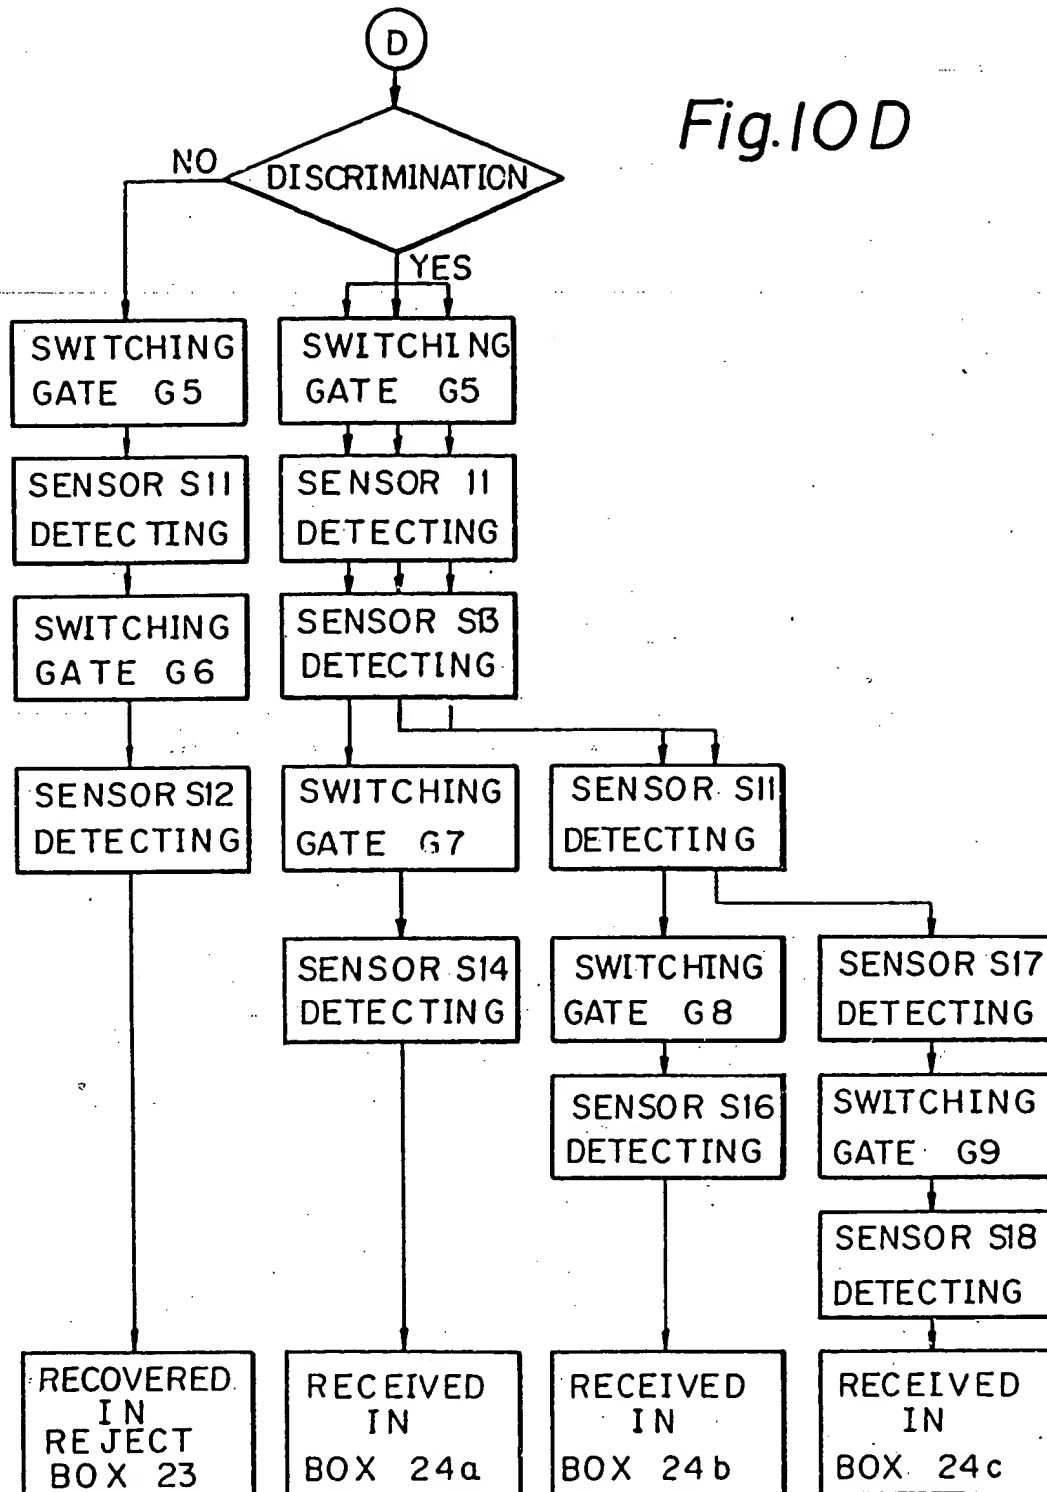 D
Fig.10D
DISCRIMINATION
NO
YES
SWITCHING
GATE G5
SWITCHING
GATE G5
SENSOR S11
DETECTING
SENSOR 11
DETECTING
SWITCHING
GATE G6
SENSOR S13
DETECTING
SENSOR S12
DETECTING
SWITCHING
GATE G7
SENSOR S11
DETECTING
SENSOR S14
DETECTING
SWITCHING
GATE G8
SENSOR S17
DETECTING
SENSOR S16
DETECTING
SWITCHING
GATE G9
SENSOR S18
DETECTING
RECOVERED
IN
REJECT
BOX 23
RECEIVED
IN
BOX 24a
RECEIVED
IN
BOX 24b
RECEIVED
IN
BOX 24c